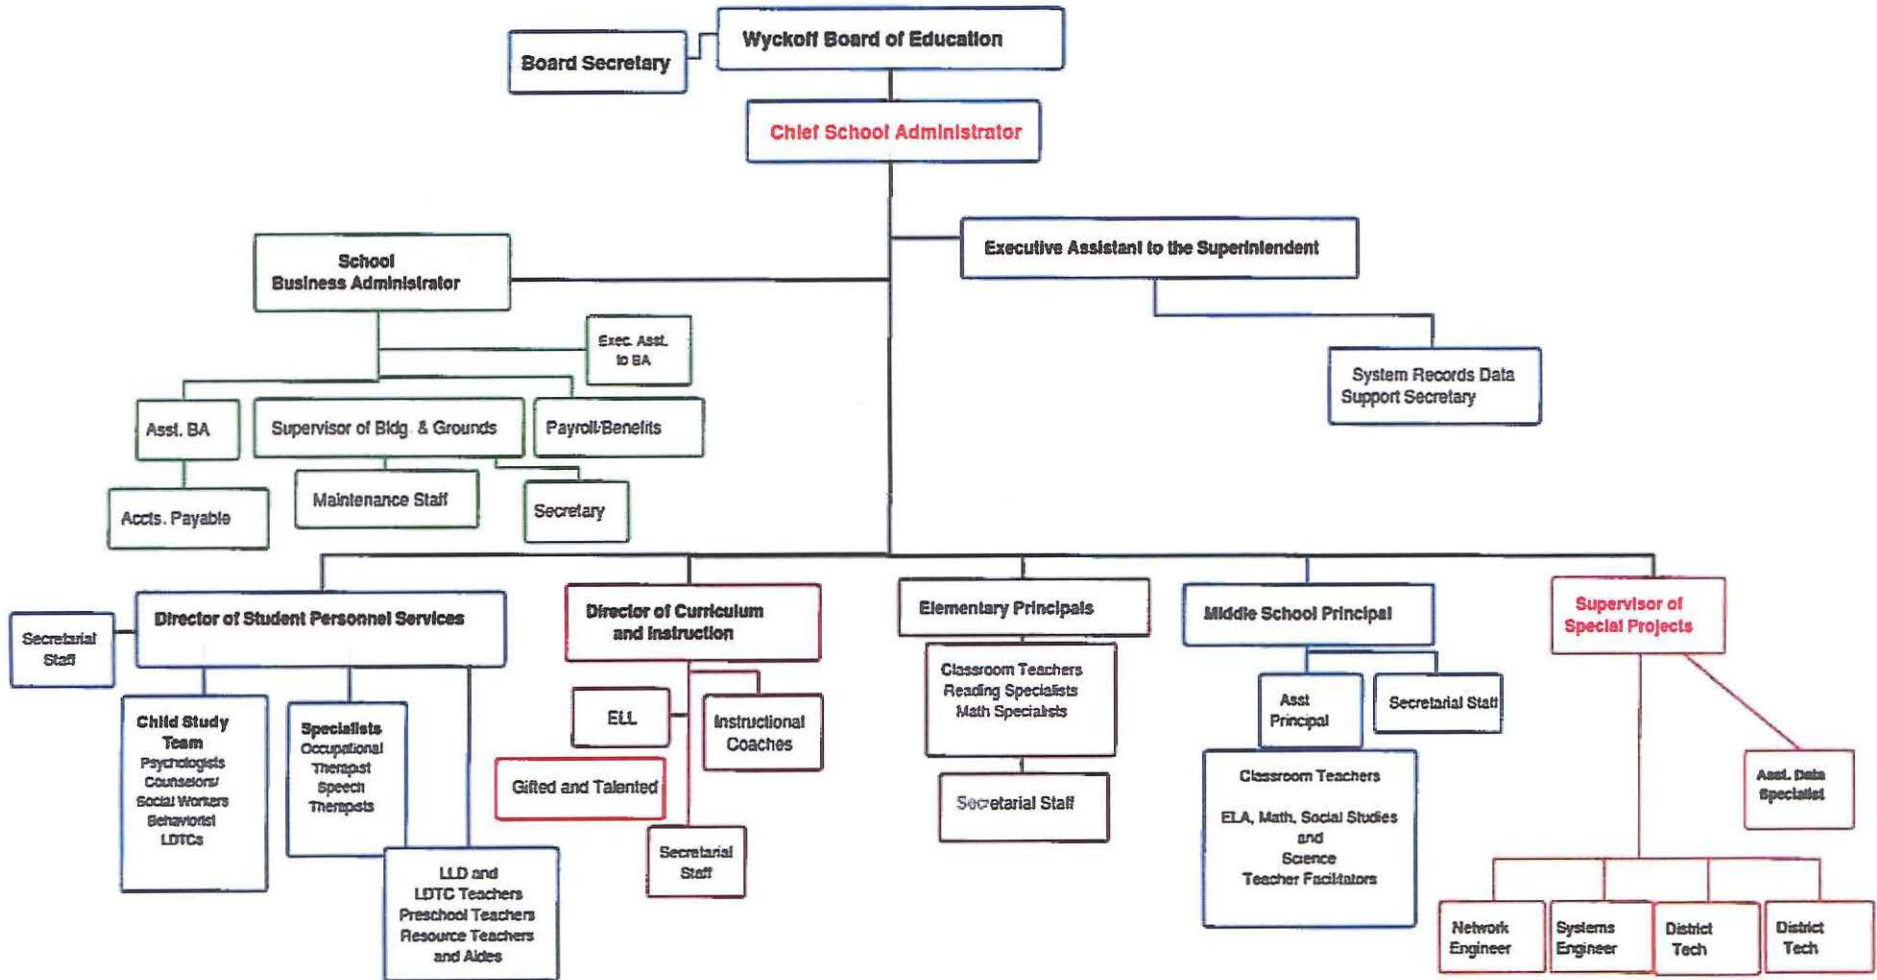 Wyckoff Board of Education
Board Secretary
Chief School Administrator
Executive Assistant to the Superintendent
School
Business Administrator
Exec. Asst.
to BA
System Records Data
Support Secretary
Asst. BA
Supervisor of Bldg. & Grounds
Payroll/Benefits
Accts. Payable
Maintenance Staff
Secretary
Secretarial
Staff
Director of Student Personnel Services
Child Study
Team
Psychologists
Counselors/
Social Workers
Behaviorist
LDTCs
Specialists
Occupational
Therapist
Speech
Therapists
LLD and
LDTC Teachers
Preschool Teachers
Resource Teachers
and Aides
Director of Curriculum
and Instruction
ELL
Instructional
Coaches
Gifted and Talented
Secretarial
Staff
Elementary Principals
Classroom Teachers
Reading Specialists
Math Specialists
Secretarial Staff
Middle School Principal
Asst
Principal
Secretarial Staff
Classroom Teachers
ELA, Math, Social Studies
and
Science
Teacher Facilitators
Supervisor of
Special Projects
Asst. Data
Specialist
Network
Engineer
Systems
Engineer
District
Tech
District
Tech